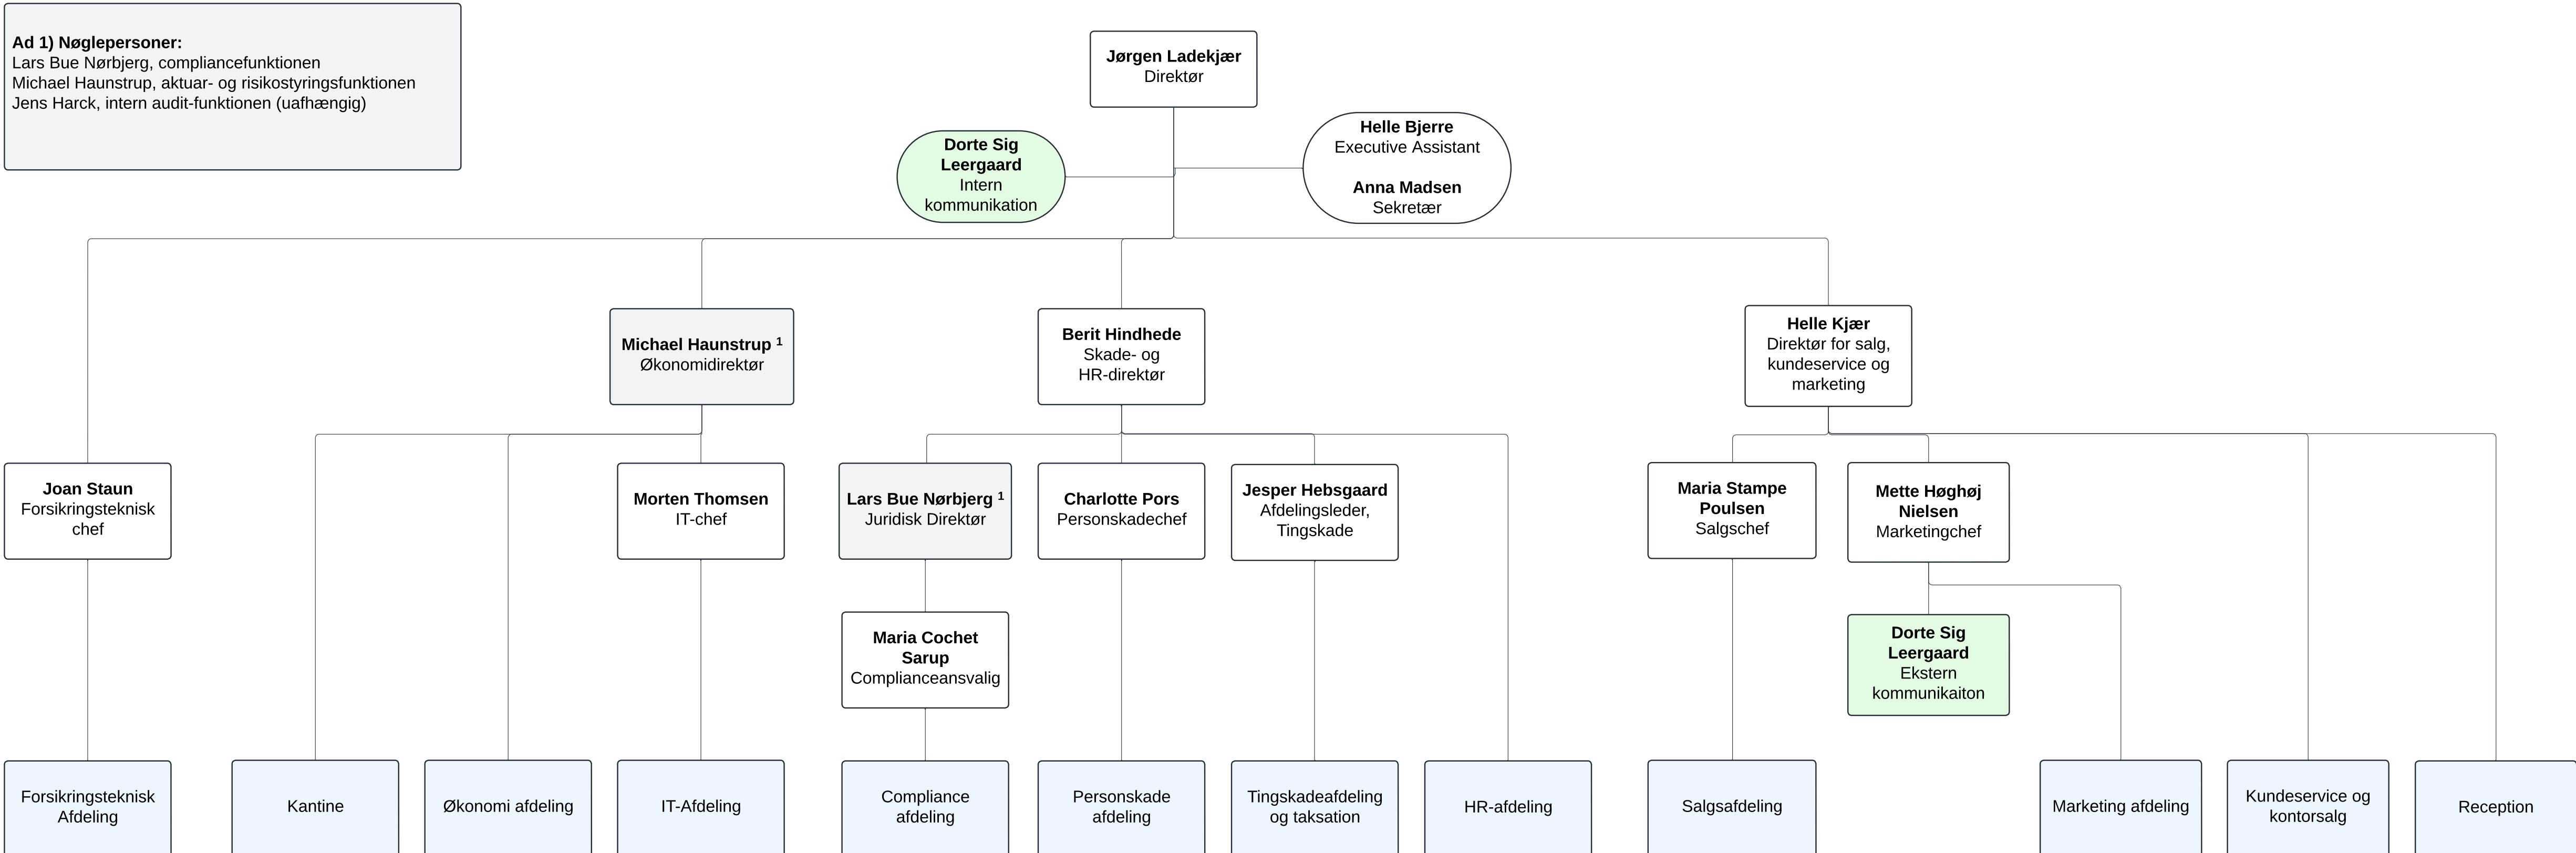 Ad 1) Nøglepersoner:
Lars Bue Nørbjerg, compliancefunktionen
Michael Haunstrup, aktuar- og risikostyringsfunktionen
Jens Harck, intern audit-funktionen (uafhængig)
Jørgen Ladekjær
Direktør
Dorte Sig
Leergaard
Intern
kommunikation
Helle Bjerre
Executive Assistant
Anna Madsen
Sekretær
Michael Haunstrup ¹
Økonomidirektør
Berit Hindhede
Skade- og
HR-direktør
Helle Kjær
Direktør for salg,
kundeservice og
marketing
Joan Staun
Forsikringsteknisk
chef
Morten Thomsen
IT-chef
Lars Bue Nørbjerg ¹
Juridisk Direktør
Charlotte Pors
Personskadechef
Jesper Hebsgaard
Afdelingsleder,
Tingskade
Maria Stampe
Poulsen
Salgschef
Mette Høghøj
Nielsen
Marketingchef
Maria Cochet
Sarup
Complianceansvalig
Dorte Sig
Leergaard
Ekstern
kommunikaiton
Forsikringsteknisk
Afdeling
Kantine
Økonomi afdeling
IT-Afdeling
Compliance
afdeling
Personskade
afdeling
Tingskadeafdeling
og taksation
HR-afdeling
Salgsafdeling
Marketing afdeling
Kundeservice og
kontorsalg
Reception